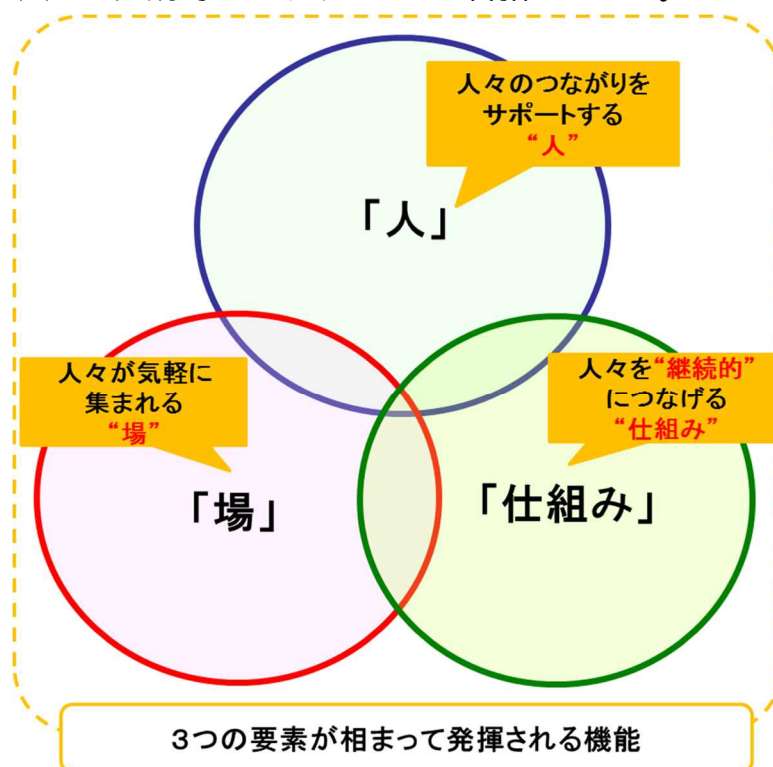 人々のつながりを
サポートする
“人”
「人」
人々が気軽に
集まれる
“場”
「場」
人々を“継続的”
につなげる
“仕組み”
「仕組み」
3つの要素が相まって発揮される機能